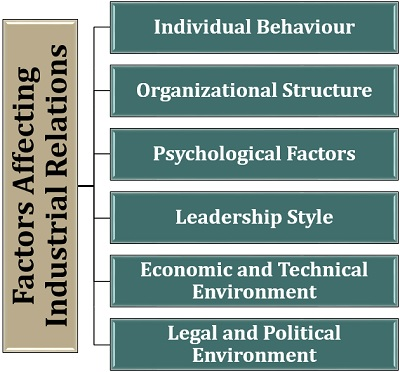 Factors Affecting
Industrial Relations
Individual Behaviour
Organizational Structure
Psychological Factors
Leadership Style
Economic and Technical
Environment
Legal and Political
Environment